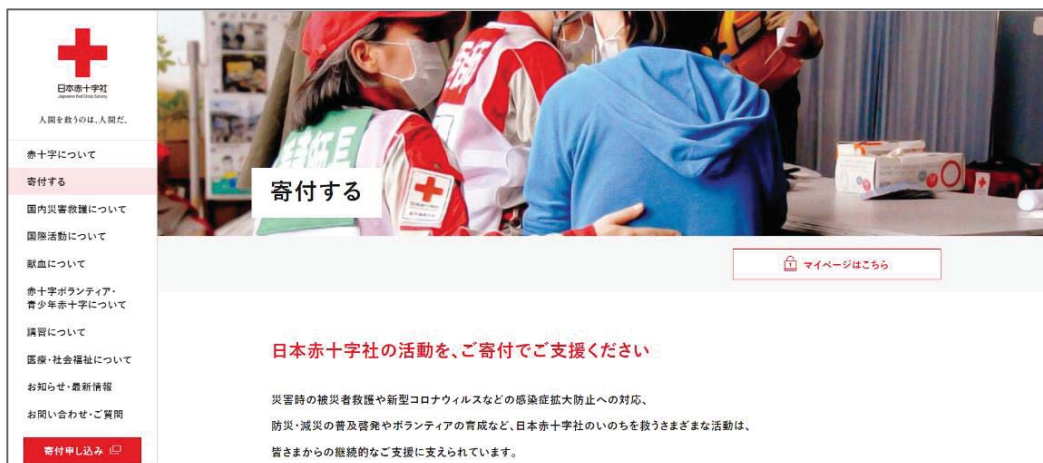 日本赤十字社
Japanese Red Cross Society
人間を救うのは、人間だ。
赤十字について
寄付する
国内災害救護について
国際活動について
献血について
赤十字ボランティア・
青少年赤十字について
講習について
医療・社会福祉について
お知らせ・最新情報
お問い合わせ・ご質問
寄付申し込み
寄付する
マイページはこちら
日本赤十字社の活動を、ご寄付でご支援ください
災害時の被災者救護や新型コロナウィルスなどの感染症拡大防止への対応、
防災・減災の普及啓発やボランティアの育成など、日本赤十字社のいのちを救うさまざまな活動は、
皆さまからの継続的なご支援に支えられています。